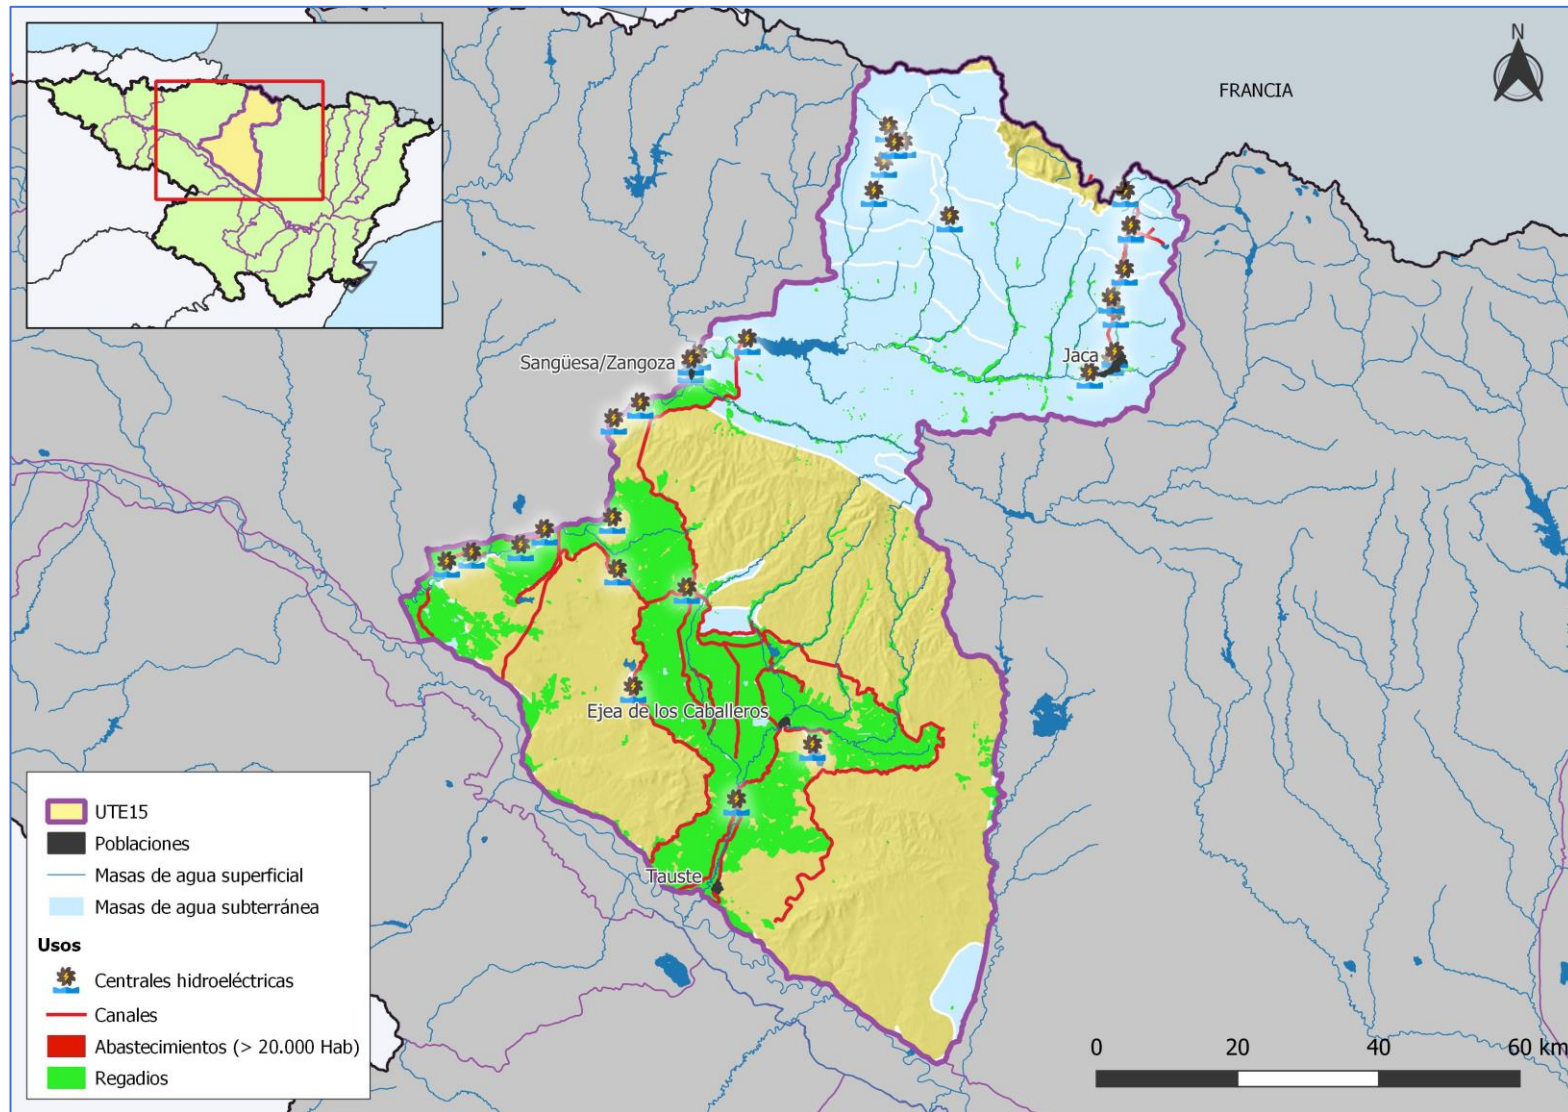 N
FRANCIA
Sangüesa/Zangoza
Jaca
Ejea de los Caballeros
Tauste
UTE15
Poblaciones
Masas de agua superficial
Masas de agua subterránea
Usos
Centrales hidroeléctricas
Canales
Abastecimientos (> 20.000 Hab)
Regadios
0 20 40 60 km